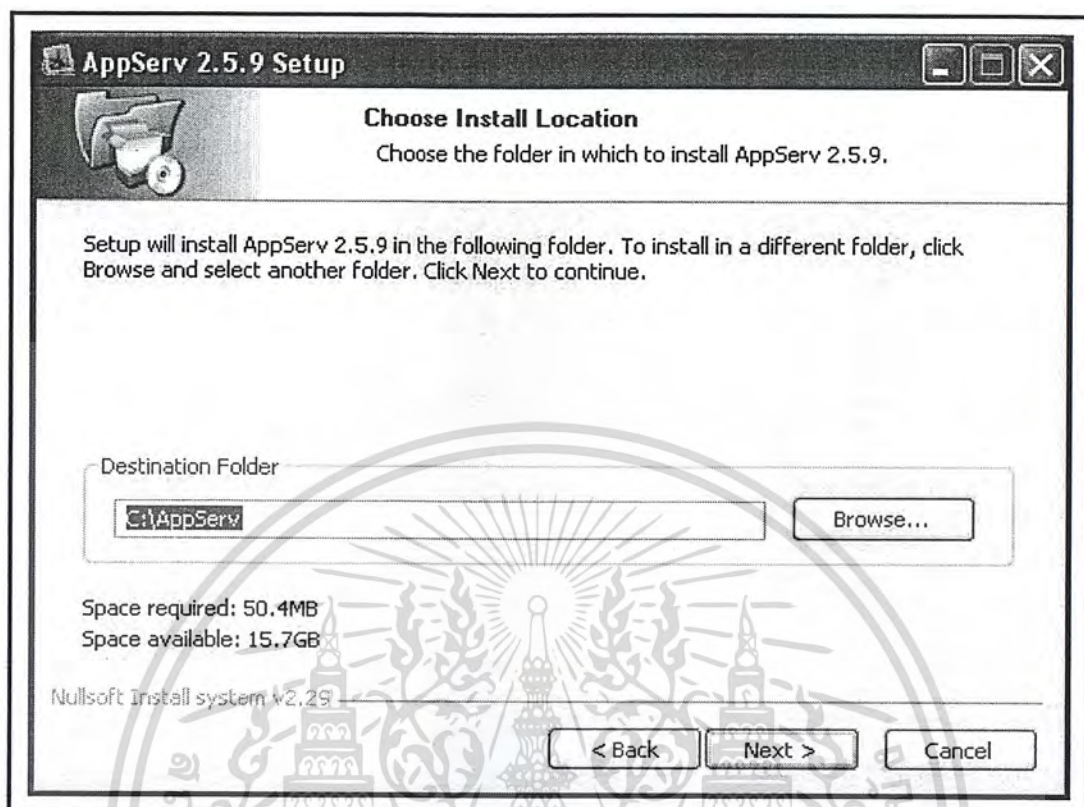 AppServ 2.5.9 Setup
Choose Install Location
Choose the folder in which to install AppServ 2.5.9.
Setup will install AppServ 2.5.9 in the following folder. To install in a different folder, click
Browse and select another folder. Click Next to continue.
Destination Folder
C:\AppServ
Browse...
Space required: 50.4MB
Space available: 15.7GB
Nullsoft Install system v2.29
< Back
Next >
Cancel